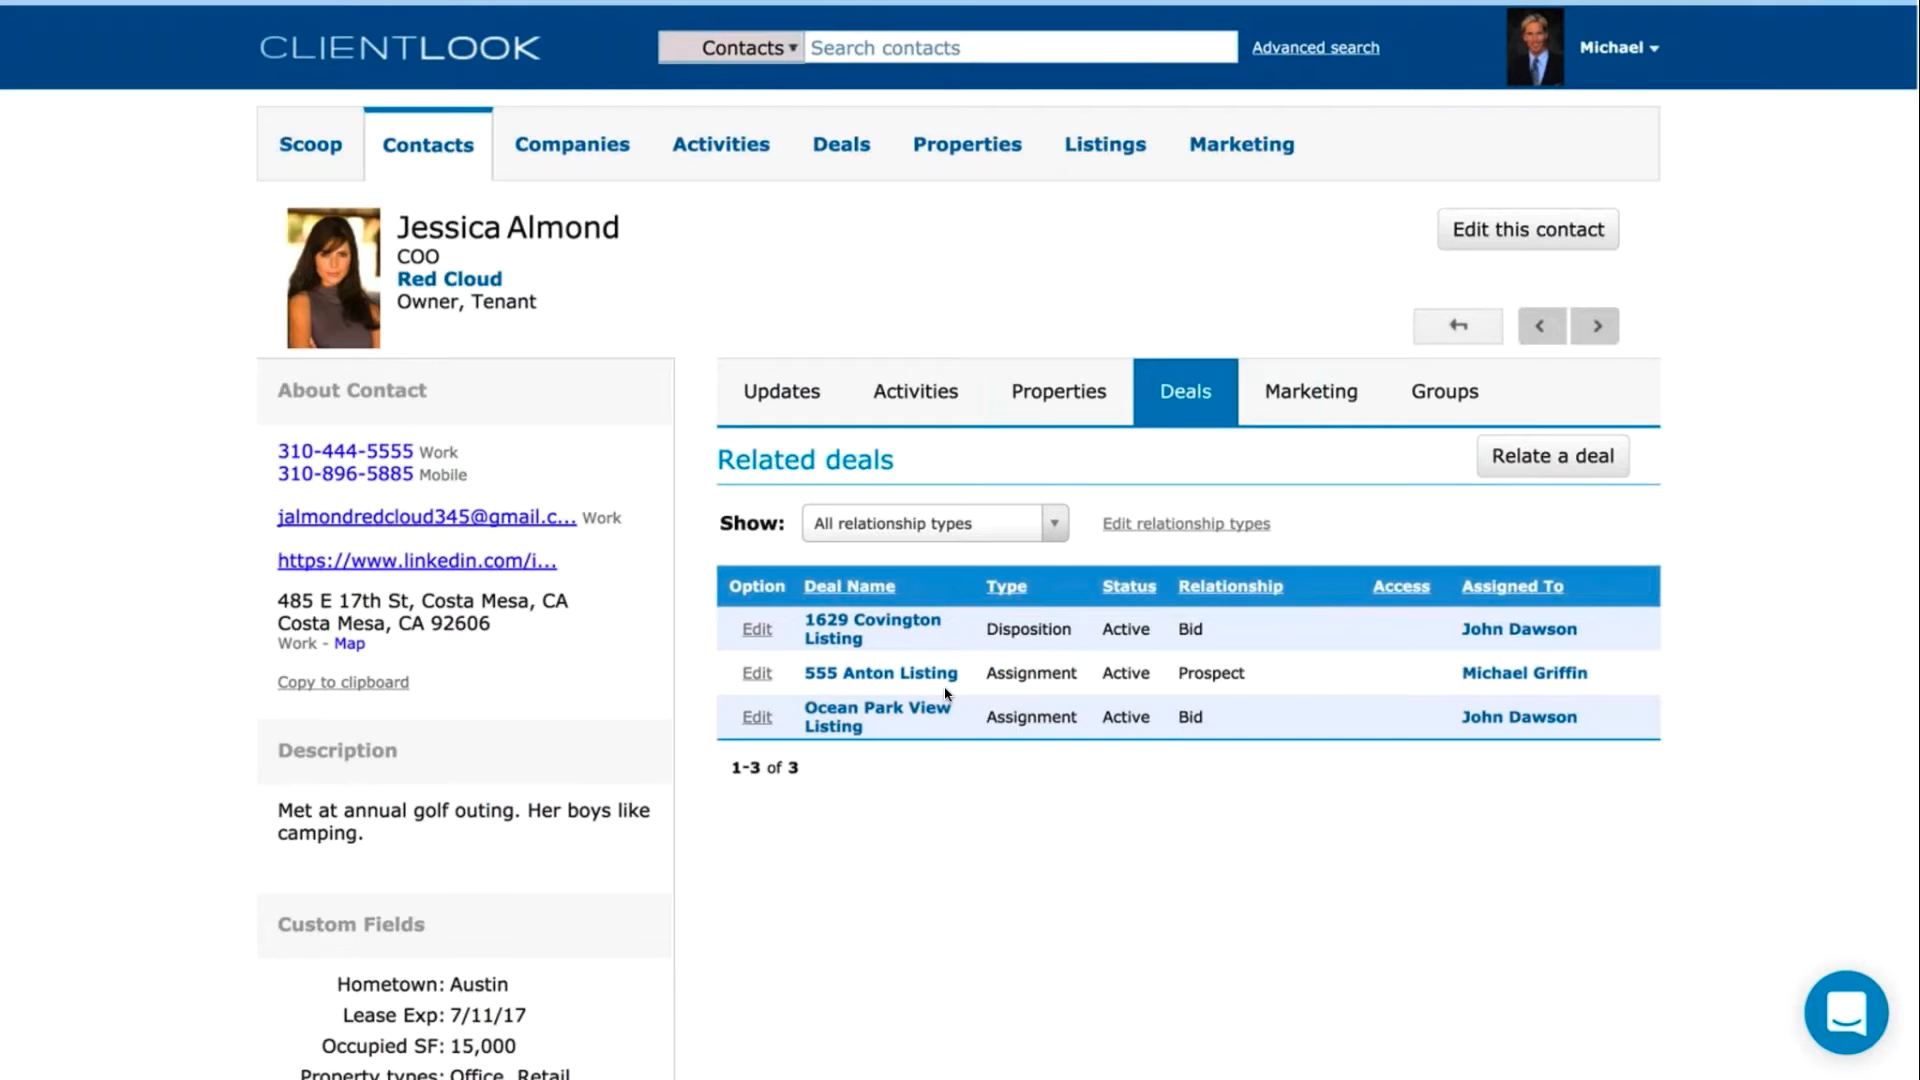 CLIENTLOOK
Contacts
Search contacts
Advanced search
Michael
Scoop
Contacts
Companies
Activities
Deals
Properties
Listings
Marketing
Jessica Almond
COO
Red Cloud
Owner, Tenant
Edit this contact
About Contact
310-444-5555 Work
310-896-5885 Mobile
jalmondredcloud345@gmail.c... Work
https://www.linkedin.com/i...
485 E 17th St, Costa Mesa, CA
Costa Mesa, CA 92606
Work - Map
Copy to clipboard
Description
Met at annual golf outing. Her boys like
camping.
Custom Fields
Hometown: Austin
Lease Exp: 7/11/17
Occupied SF: 15,000
Property types: Office, Retail
Updates
Activities
Properties
Deals
Marketing
Groups
Related deals
Relate a deal
Show: All relationship types
Edit relationship types
Option Deal Name Type Status Relationship Access Assigned To
Edit 1629 Covington Disposition Active Bid John Dawson
Listing
Edit 555 Anton Listing Assignment Active Prospect Michael Griffin
Edit Ocean Park View Assignment Active Bid John Dawson
Listing
1-3 of 3